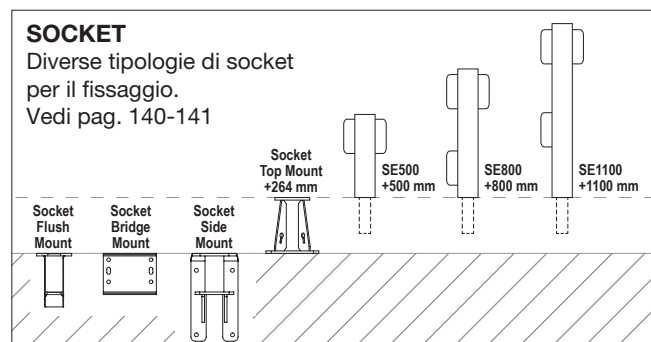 SOCKET
Diverse tipologie di socket
per il fissaggio.
Vedi pag. 140-141
Socket
Top Mount
+264 mm
SE500
+500 mm
SE800
+800 mm
SE1100
+1100 mm
Socket
Flush
Mount
Socket
Bridge
Mount
Socket
Side
Mount